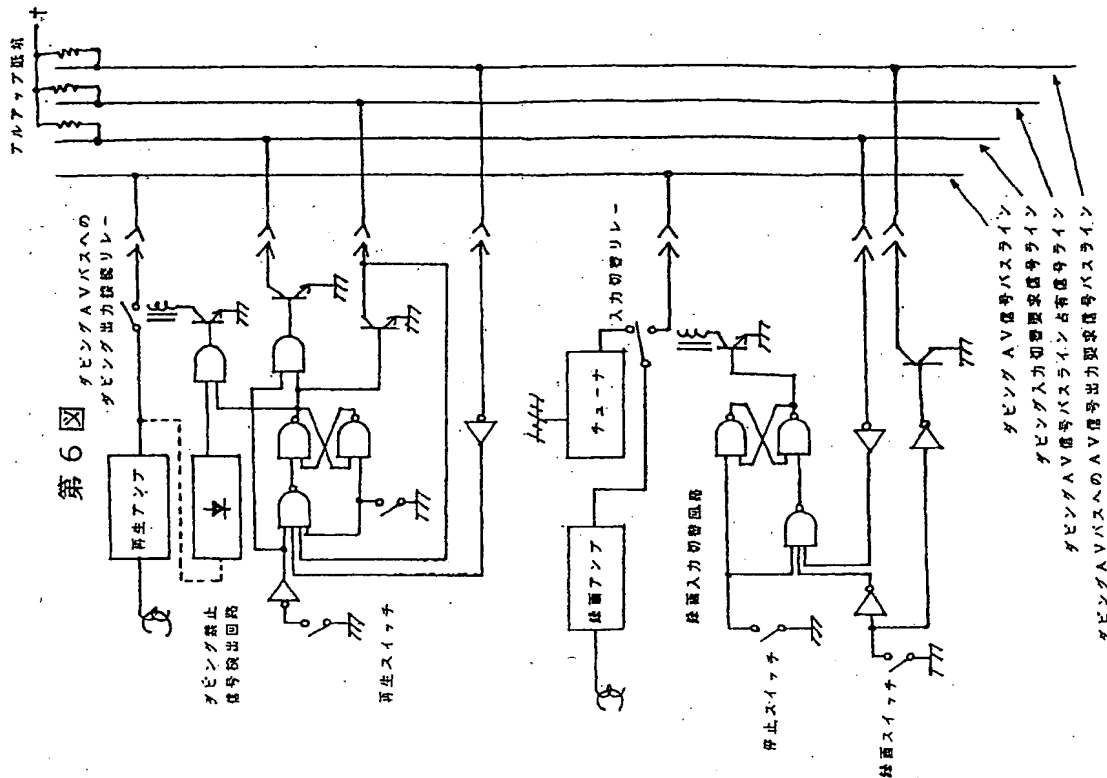 第6図
プルアップ抵坑
+
ダビングAVバスへの
ダビング出力接続リレー
再生アンプ
ダビング禁止
信号検出回路
再生スイッチ
入力切替リレー
チューナ
録画アンプ
録画入力切替回路
停止スイッチ
録画スイッチ
ダビングAV信号バスライン
ダビング入力切替要求信号ライン
ダビングAV信号バスライン占有信号ライン
ダビングAVバスへのAV信号出力要求信号バスライン